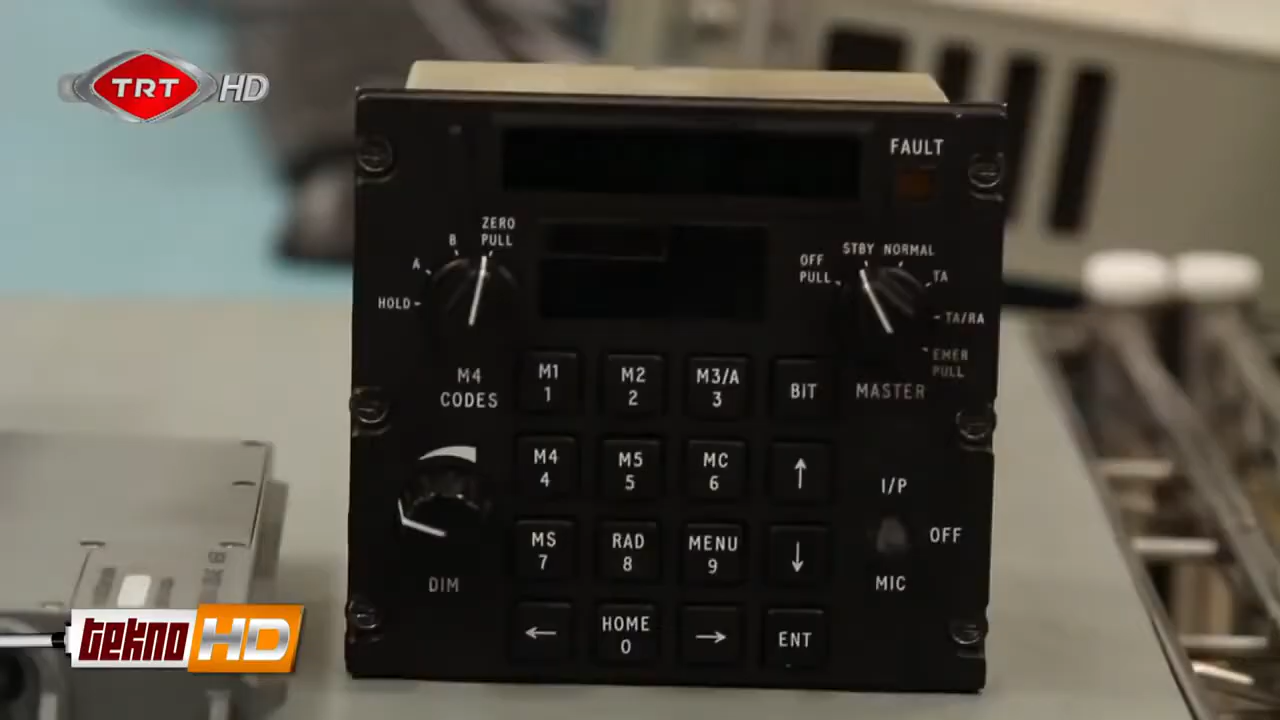 TRT HD
FAULT
ZERO
PULL
B
A
HOLD
STBY NORMAL
OFF
PULL
TA
TA/RA
EMER
PULL
M4
CODES
MASTER
M1
1
M2
2
M3/A
3
BIT
M4
4
M5
5
MC
6
↑
I/P
OFF
MIC
MS
7
RAD
8
MENU
9
↓
DIM
←
HOME
0
→
ENT
tekno HD